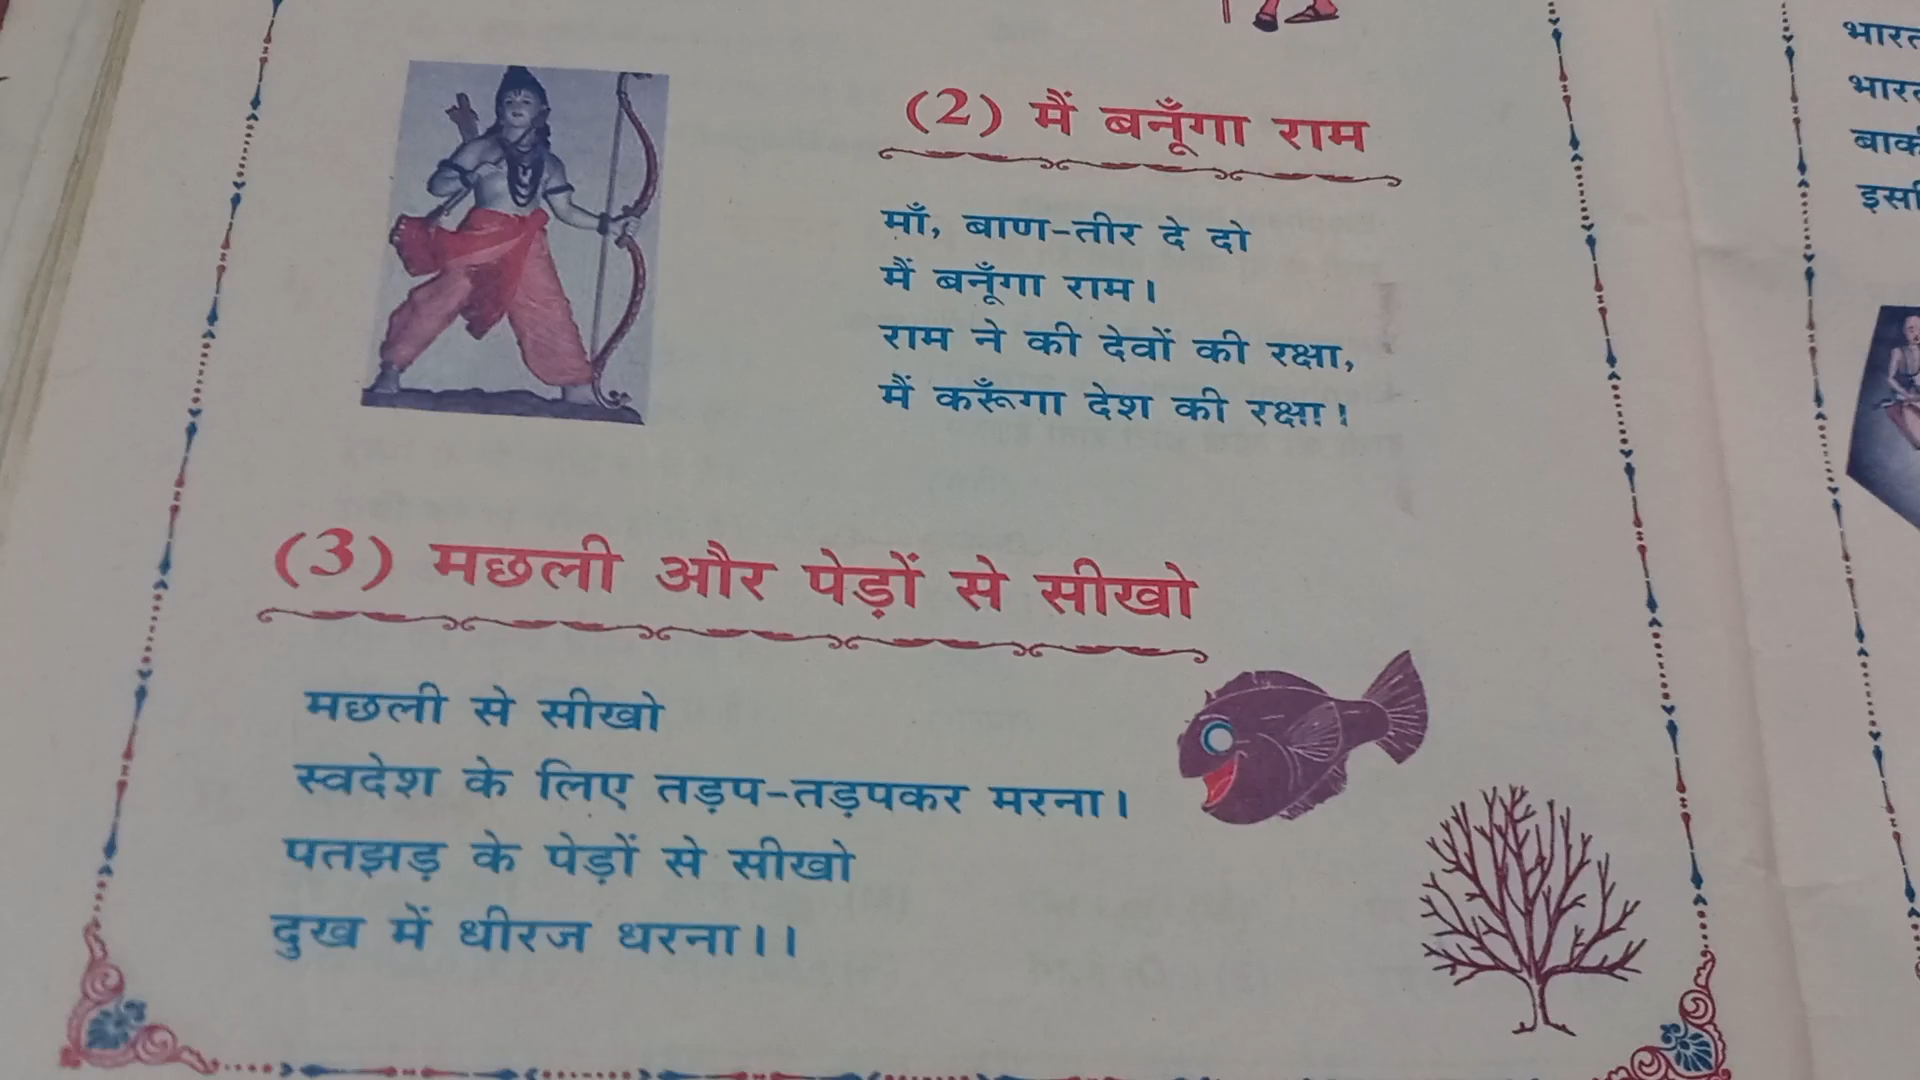 (2) मैं बनूँगा राम
माँ, बाण-तीर दे दो
मैं बनूँगा राम।
राम ने की देवों की रक्षा,
मैं करूँगा देश की रक्षा।
(3) मछली और पेड़ों से सीखो
मछली से सीखो
स्वदेश के लिए तड़प-तड़पकर मरना।
पतझड़ के पेड़ों से सीखो
दुख में धीरज धरना।।